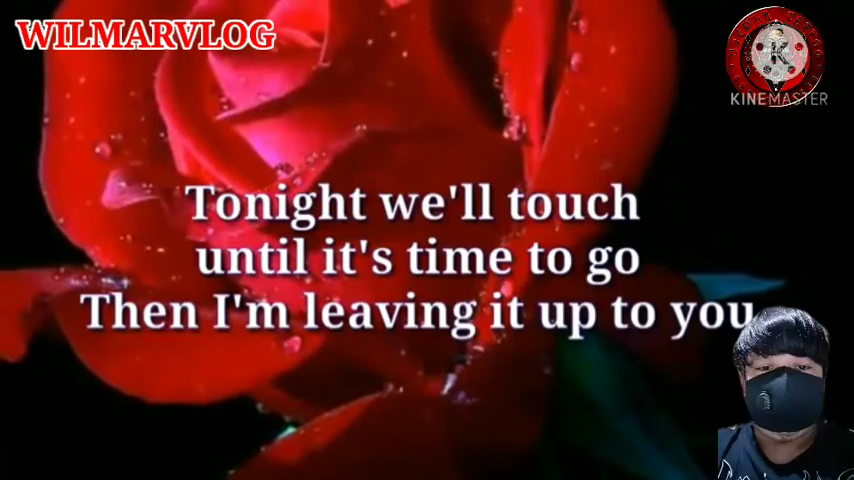 WILMARVLOG
KINEMASTER
Tonight we'll touch
until it's time to go
Then I'm leaving it up to you